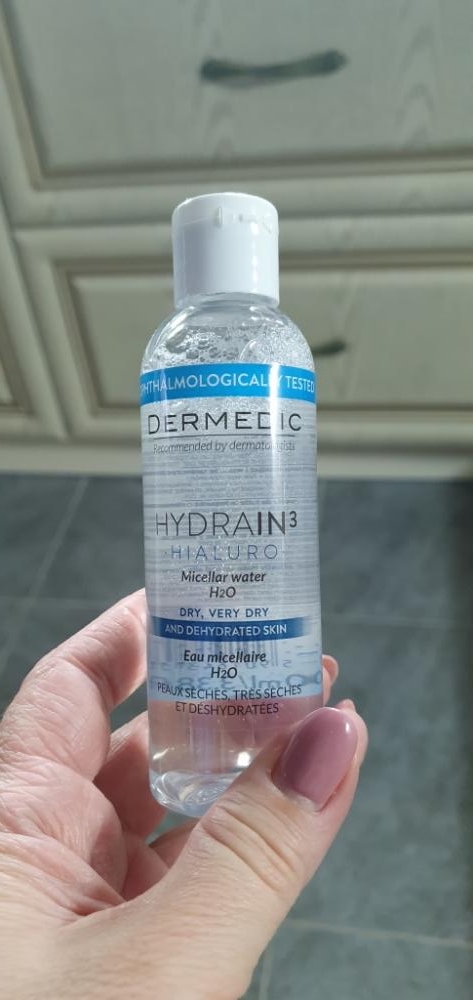 OPHTHALMOLOGICALLY TESTED
DERMEDIC
Recommended by dermatologists
HYDRAIN³
HIALURO
Micellar water
H2O
DRY, VERY DRY
AND DEHYDRATED SKIN
Eau micellaire
H2O
PEAUX SÈCHES, TRÈS SÈCHES
ET DÉSHYDRATÉES